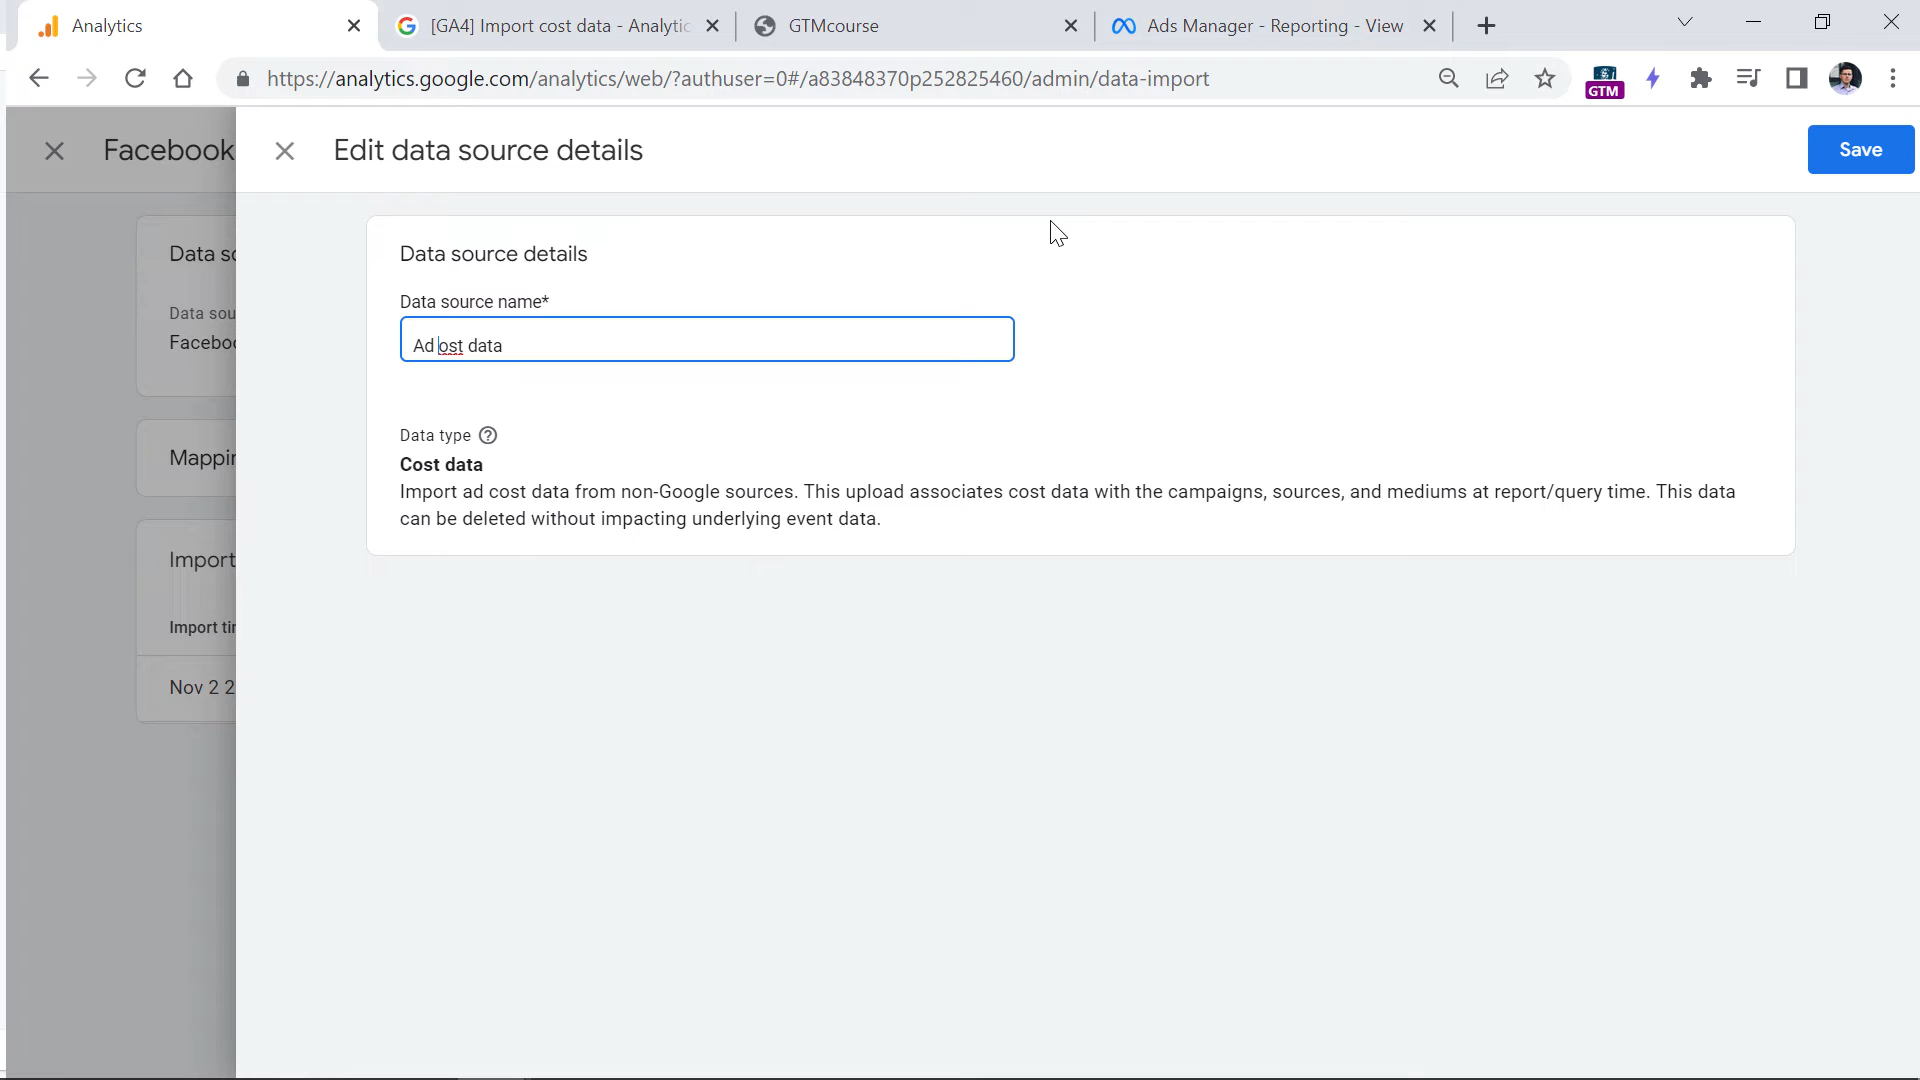 Analytics
[GA4] Import cost data - Analytic
GTMcourse
Ads Manager - Reporting - View
https://analytics.google.com/analytics/web/?authuser=0#/a83848370p252825460/admin/data-import
GTM
Facebook
Edit data source details
Save
Data so
Data source details
Data source name*
Data sou
Faceboo
Ad ost data
Data type
Mappin
Cost data
Import ad cost data from non-Google sources. This upload associates cost data with the campaigns, sources, and mediums at report/query time. This data
can be deleted without impacting underlying event data.
Import
Import tim
Nov 2 2